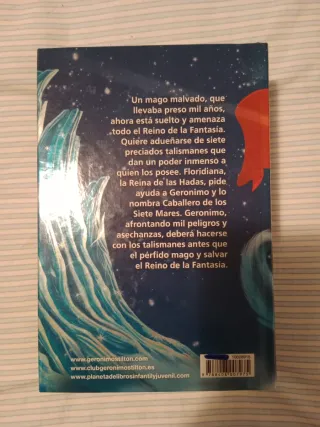 Un mago malvado, que
llevaba preso mil años,
ahora está suelto y amenaza
todo el Reino de la Fantasía.
Quiere adueñarse de siete
preciados talismanes que
dan un poder inmenso a
quien los posee. Floridiana,
la Reina de las Hadas, pide
ayuda a Geronimo y lo
nombra Caballero de los
Siete Mares. Geronimo,
afrontando mil peligros y
asechanzas, deberá hacerse
con los talismanes antes que
el pérfido mago y salvar
el Reino de la Fantasía.
www.geronimostilton.com
www.clubgeronimostilton.es
www.planetadelibrosinfantilyjuvenil.com